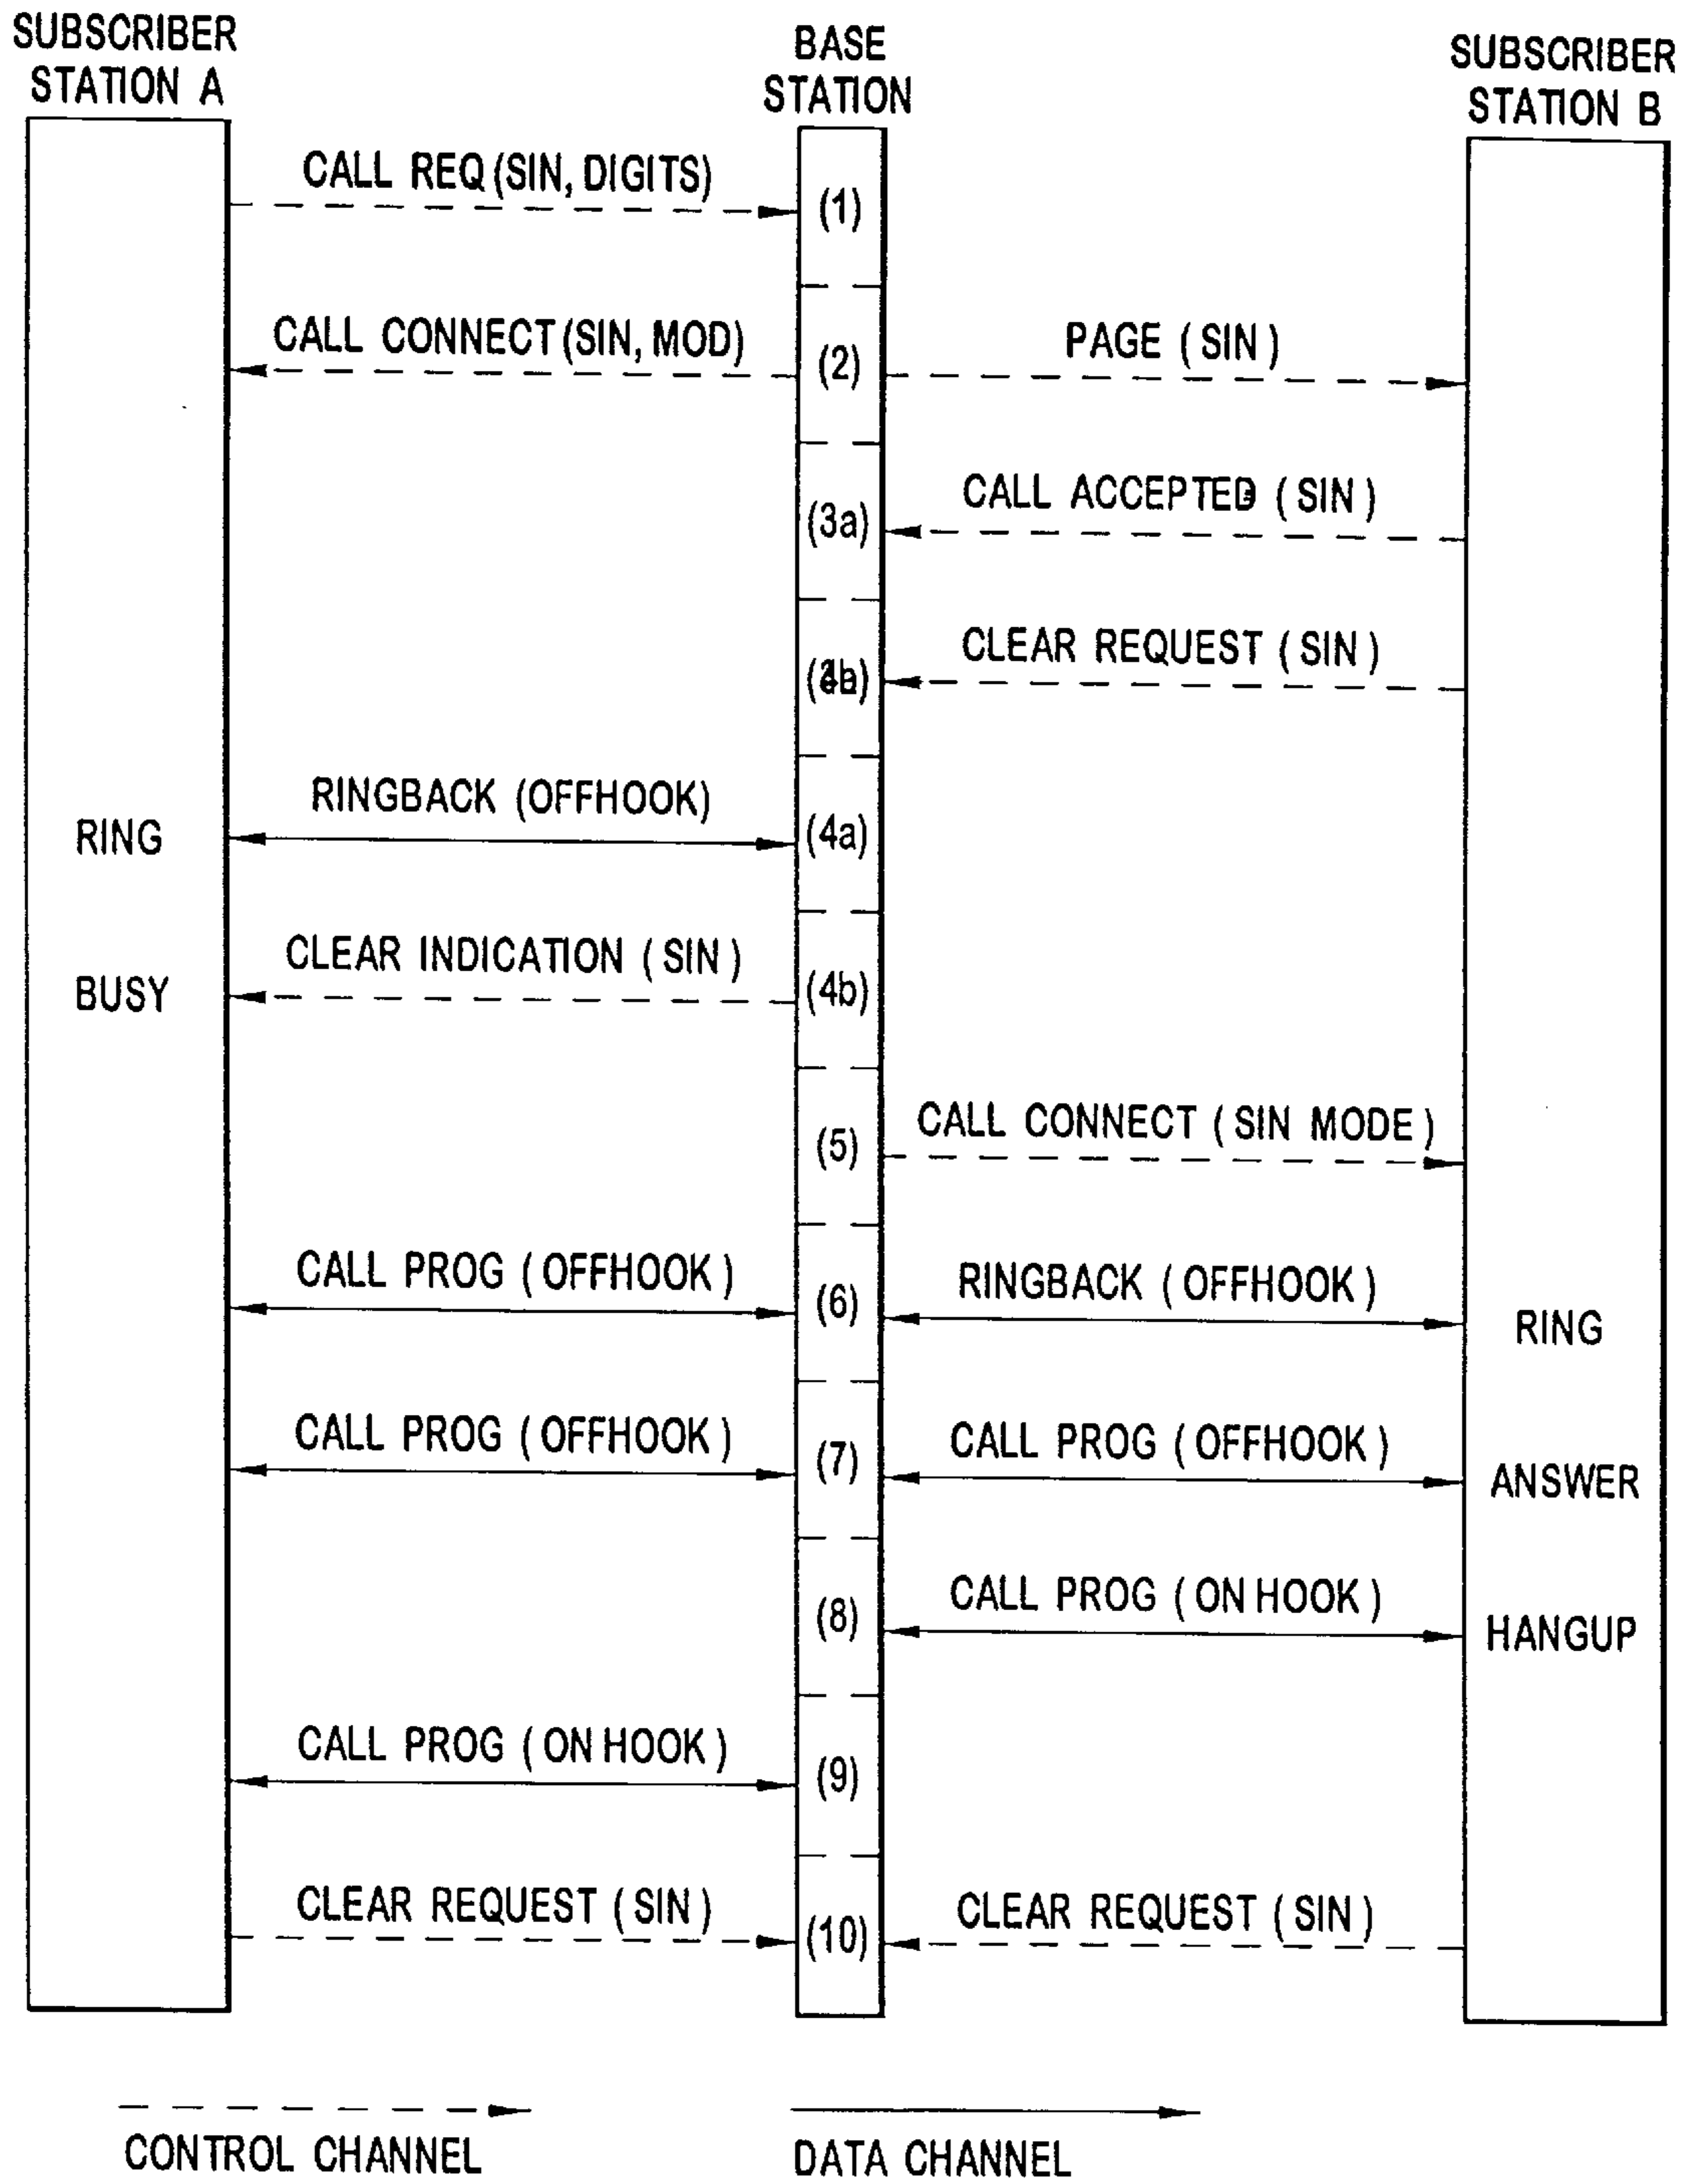 SUBSCRIBER
STATION A
BASE
STATION
SUBSCRIBER
STATION B
CALL REQ (SIN, DIGITS)
(1)
CALL CONNECT (SIN, MOD)
(2)
PAGE ( SIN )
(3a)
CALL ACCEPTED ( SIN )
CLEAR REQUEST ( SIN )
RING
RINGBACK (OFFHOOK)
(4a)
BUSY
CLEAR INDICATION ( SIN )
(4b)
(5)
CALL CONNECT ( SIN MODE )
CALL PROG ( OFFHOOK )
(6)
RINGBACK ( OFFHOOK )
RING
CALL PROG ( OFFHOOK )
(7)
CALL PROG ( OFFHOOK )
ANSWER
(8)
CALL PROG ( ON HOOK )
HANGUP
CALL PROG ( ON HOOK )
(9)
CLEAR REQUEST ( SIN )
(10)
CLEAR REQUEST ( SIN )
CONTROL CHANNEL
DATA CHANNEL